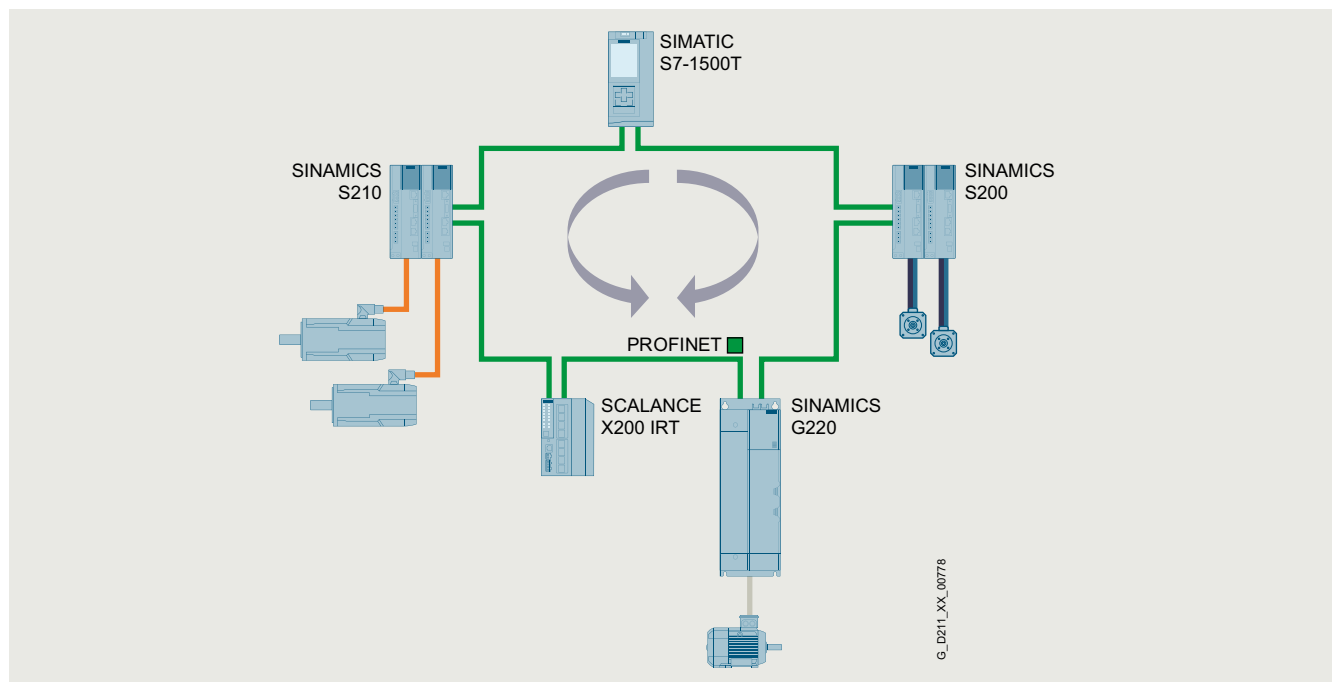 SIMATIC
S7-1500T
SINAMICS
S210
SINAMICS
S200
PROFINET
SCALANCE
X200 IRT
SINAMICS
G220
G_D211_XX_00778